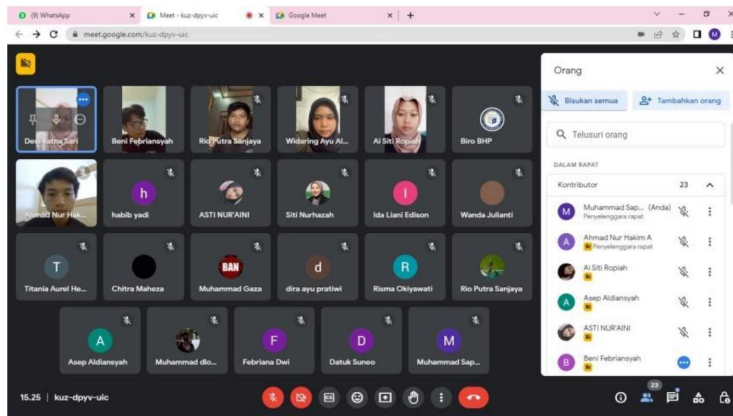 (9) WhatsApp
Meet - kuz-dpyv-uic
Google Meet
meet.google.com/kuz-dpyv-uic
M
Desi Ratna Sari
Beni Febriansyah
Rio Putra Sanjaya
Widaring Ayu Al...
Ai Siti Ropiah
Biro BHP
Ahmad Nur Hak...
h
habib yadi
ASTI NUR'AINI
Siti Nurhazah
I
Ida Liani Edison
Wanda Julianti
T
Titania Aurel He...
Chitra Maheza
BAN
Muhammad Gaza
d
dira ayu pratiwi
R
Risma Okiyawati
Rio Putra Sanjaya
A
Asep Aldiansyah
Muhammad dlo...
F
Febriana Dwi
D
Datuk Suneo
M
Muhammad Sap...
15.25 | kuz-dpyv-uic
Orang
Bisukan semua
Tambahkan orang
Telusuri orang
DALAM RAPAT
Kontributor 23
M
Muhammad Sap... (Anda)
Penyelenggara rapat
A
Ahmad Nur Hakim A
Penyelenggara rapat
Ai Siti Ropiah
A
Asep Aldiansyah
ASTI NUR'AINI
B
Beni Febriansyah
23